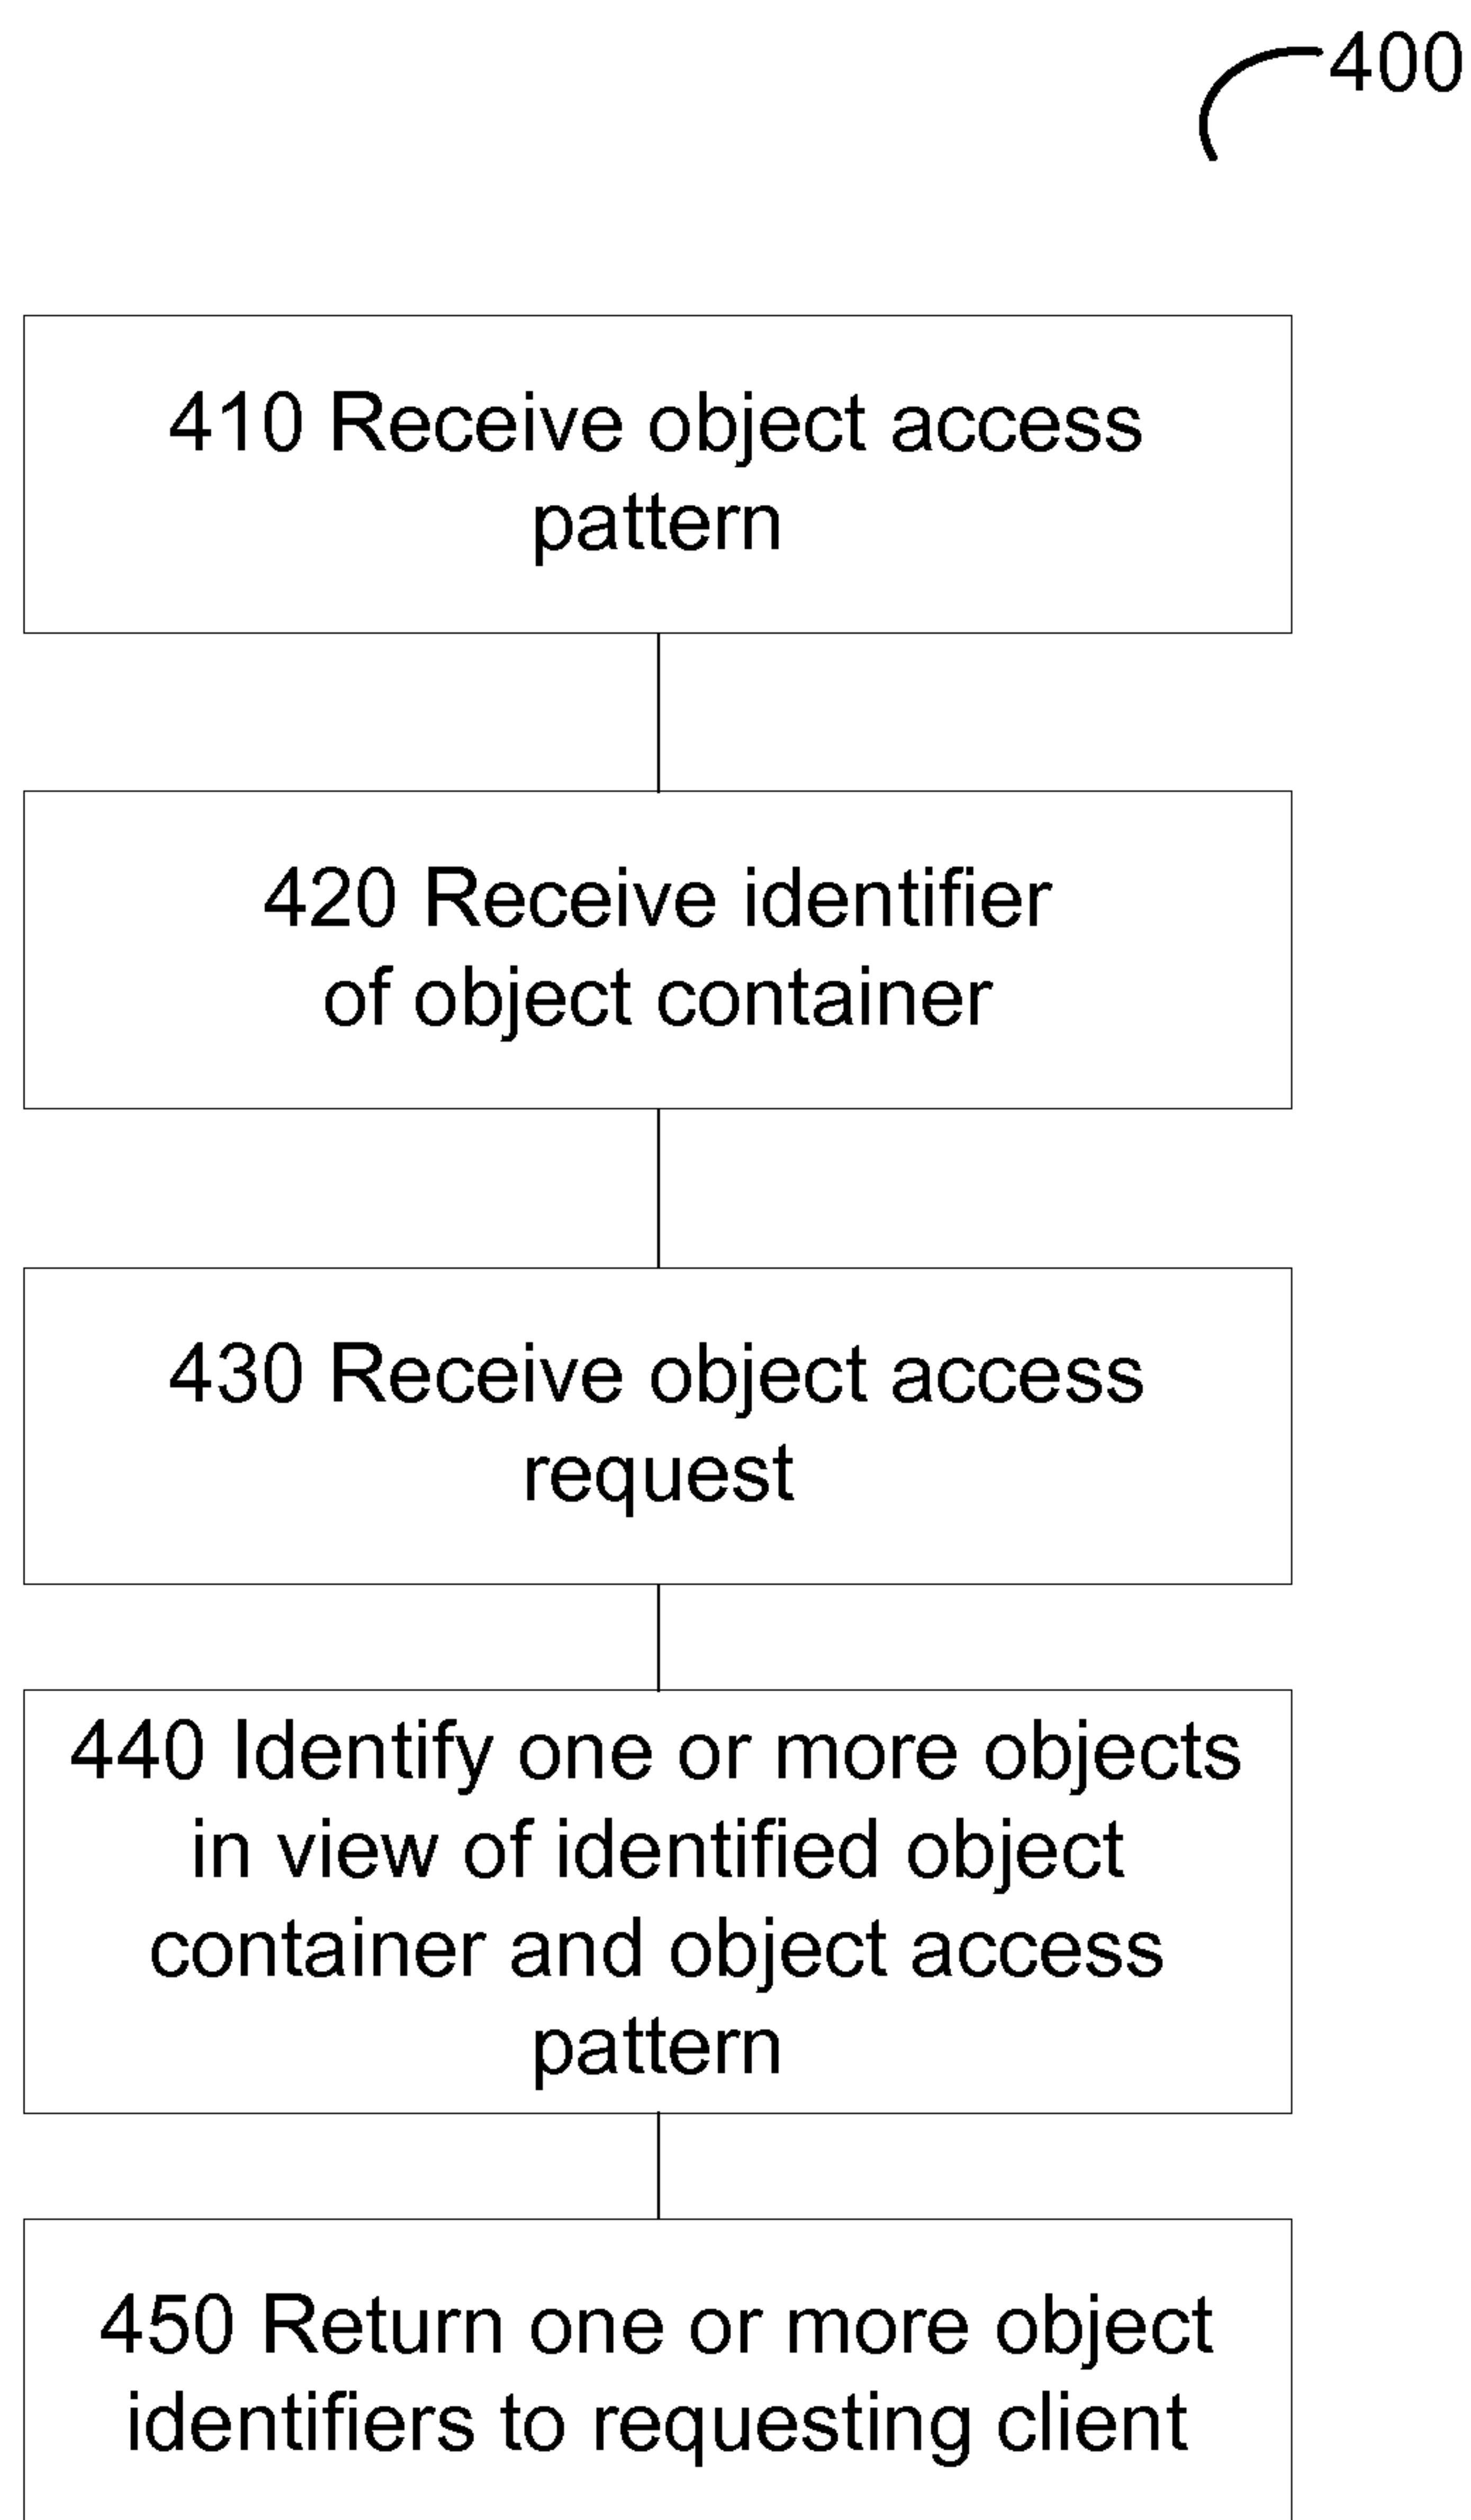 400
410 Receive object access
pattern
420 Receive identifier
of object container
430 Receive object access
request
440 Identify one or more objects
in view of identified object
container and object access
pattern
450 Return one or more object
identifiers to requesting client